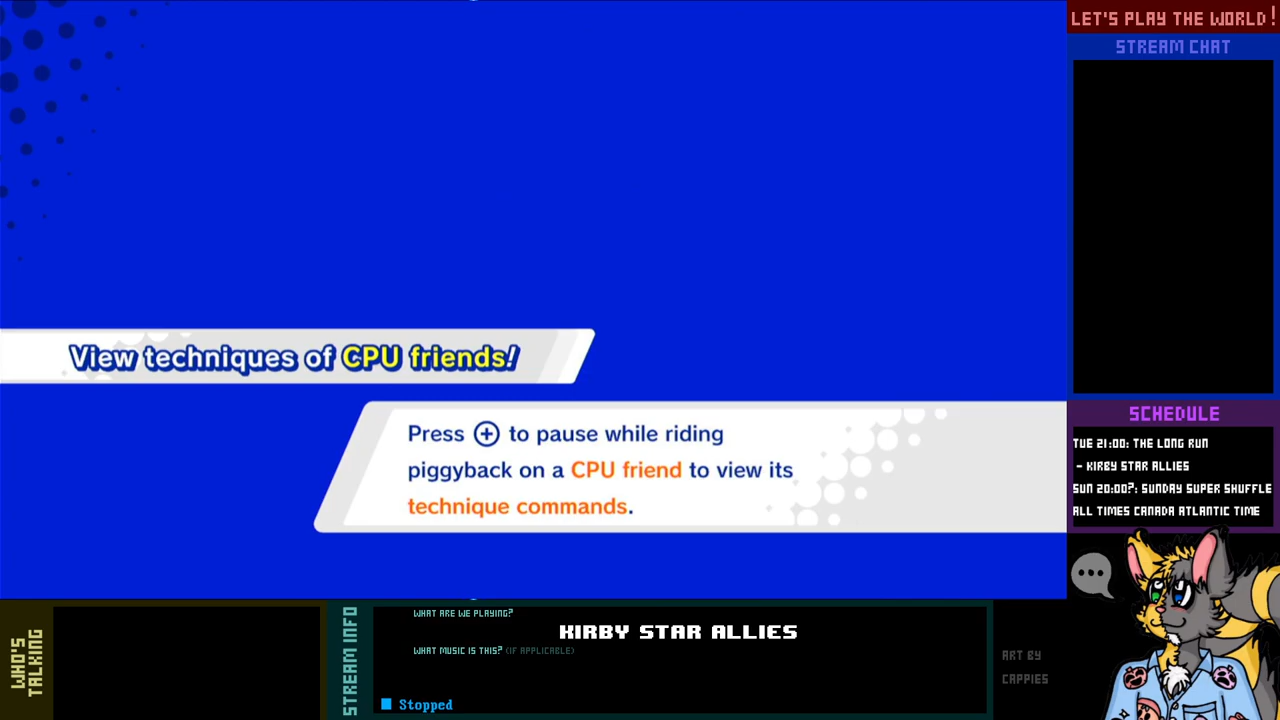 LET'S PLAY THE WORLD!
STREAM CHAT
View techniques of CPU friends!
Press + to pause while riding
piggyback on a CPU friend to view its
technique commands.
SCHEDULE
TUE 21:00: THE LONG RUN
- KIRBY STAR ALLIES
SUN 20:00?: SUNDAY SUPER SHUFFLE
ALL TIMES CANADA ATLANTIC TIME
...
WHO'S
TALKING
STREAM INFO
WHAT ARE WE PLAYING?
KIRBY STAR ALLIES
WHAT MUSIC IS THIS? (IF APPLICABLE)
Stopped
ART BY
CAPPIES